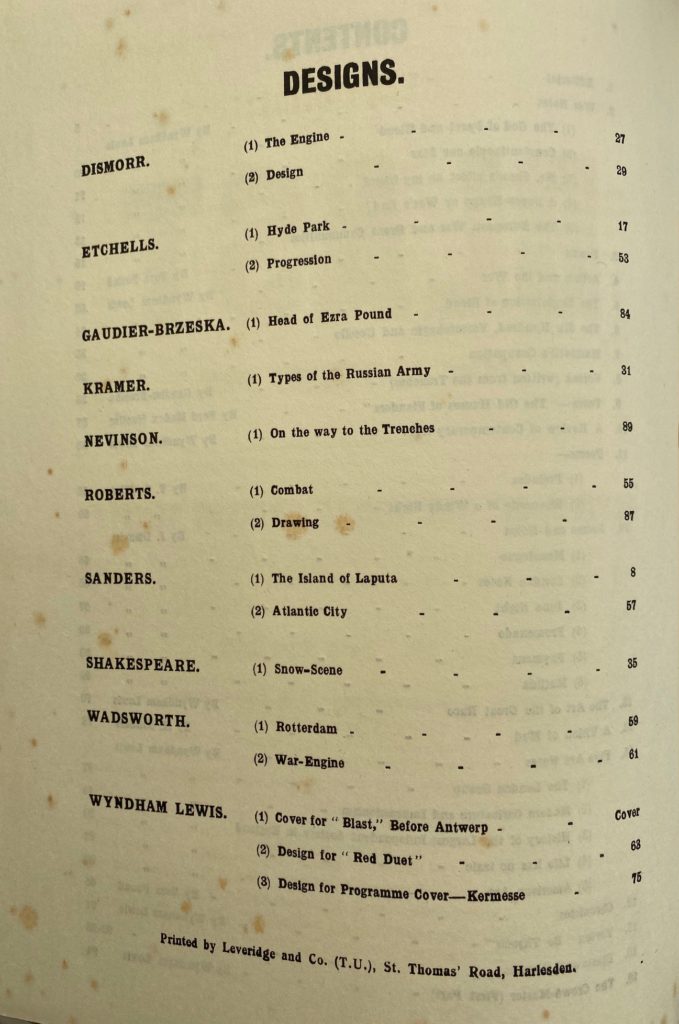 DESIGNS.
DISMORR. (1) The Engine - - - - 27
(2) Design - - - - 29
ETCHELLS. (1) Hyde Park - - - - 17
(2) Progression - - - - 53
GAUDIER-BRZESKA. (1) Head of Ezra Pound - - - 84
KRAMER. (1) Types of the Russian Army - - - 31
NEVINSON. (1) On the way to the Trenches - - 89
ROBERTS. (1) Combat - - - - 55
(2) Drawing - - - - 87
SANDERS. (1) The Island of Laputa - - - 8
(2) Atlantic City - - - 57
SHAKESPEARE. (1) Snow-Scene - - - - 35
WADSWORTH. (1) Rotterdam - - - - 59
(2) War-Engine - - - - 61
WYNDHAM LEWIS. (1) Cover for "Blast," Before Antwerp - - Cover
(2) Design for "Red Duet" - - - 63
(3) Design for Programme Cover—Kermesse - 75
Printed by Leveridge and Co. (T.U.), St. Thomas' Road, Harlesden.